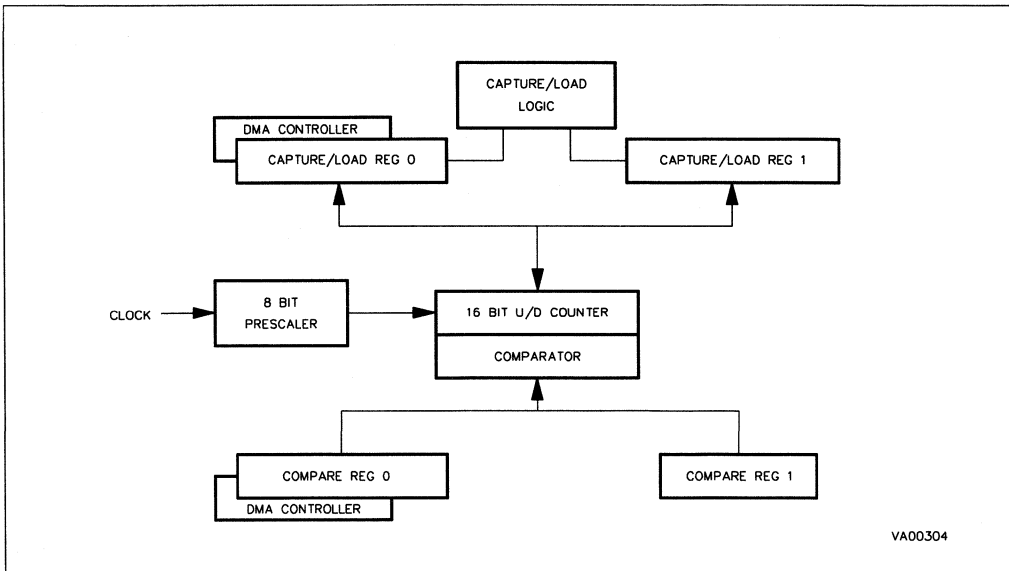 CAPTURE/LOAD
LOGIC
DMA CONTROLLER
CAPTURE/LOAD REG 0
CAPTURE/LOAD REG 1
CLOCK
8 BIT
PRESCALER
16 BIT U/D COUNTER
COMPARATOR
COMPARE REG 0
COMPARE REG 1
DMA CONTROLLER
VA00304